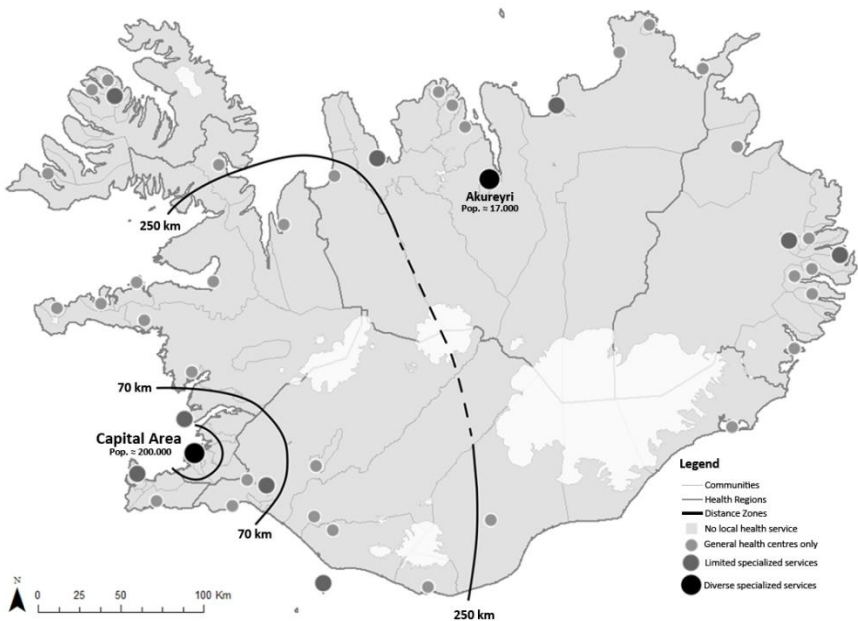 Akureyri
Pop. ≈ 17.000
250 km
70 km
Capital Area
Pop. ≈ 200.000
70 km
250 km
Legend
Communities
Health Regions
Distance Zones
No local health service
General health centres only
Limited specialized services
Diverse specialized services
N
0 25 50 100 Km